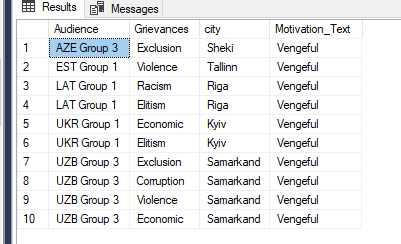 Results Messages
Audience Grievances city Motivation_Text
1 AZE Group 3 Exclusion Sheki Vengeful
2 EST Group 1 Violence Tallinn Vengeful
3 LAT Group 1 Racism Riga Vengeful
4 LAT Group 1 Elitism Riga Vengeful
5 UKR Group 1 Economic Kyiv Vengeful
6 UKR Group 1 Elitism Kyiv Vengeful
7 UZB Group 3 Exclusion Samarkand Vengeful
8 UZB Group 3 Corruption Samarkand Vengeful
9 UZB Group 3 Violence Samarkand Vengeful
10 UZB Group 3 Economic Samarkand Vengeful